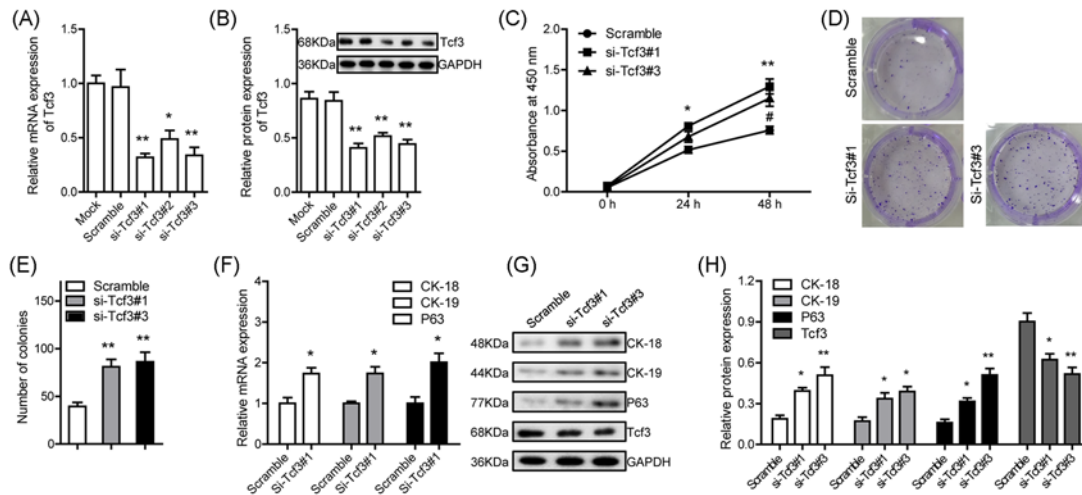 (A)
Relative mRNA expression
of Tcf3
1.5
1.0
0.5
0.0
**
*
**
Mock
Scramble
si-Tcf3#1
si-Tcf3#2
si-Tcf3#3
(B)
Relative protein expression
of Tcf3
1.5
1.0
0.5
0.0
68KDa
Tcf3
36KDa
GAPDH
**
**
**
Mock
Scramble
si-Tcf3#1
si-Tcf3#2
si-Tcf3#3
(C)
Absorbance at 450 nm
2.0
1.5
1.0
0.5
0.0
Scramble
si-Tcf3#1
si-Tcf3#3
*
**
#
0 h
24 h
48 h
(D)
Scramble
Si-Tcf3#1
Si-Tcf3#3
(E)
Number of colonies
100
50
0
Scramble
si-Tcf3#1
si-Tcf3#3
**
**
Scramble
si-Tcf3#1
si-Tcf3#3
(F)
Relative mRNA expression
4
2
1
0
CK-18
CK-19
P63
*
*
*
Scramble
Si-Tcf3#1
Scramble
Si-Tcf3#1
Scramble
Si-Tcf3#1
(G)
Scramble
si-Tcf3#1
si-Tcf3#3
48KDa
CK-18
44KDa
CK-19
77KDa
P63
68KDa
Tcf3
36KDa
GAPDH
(H)
Relative protein expression
1.2
0.9
0.6
0.3
0.0
CK-18
CK-19
P63
Tcf3
*
**
*
*
*
**
*
**
Scramble
si-Tcf3#1
si-Tcf3#3
Scramble
si-Tcf3#1
si-Tcf3#3
Scramble
si-Tcf3#1
si-Tcf3#3
Scramble
si-Tcf3#1
si-Tcf3#3